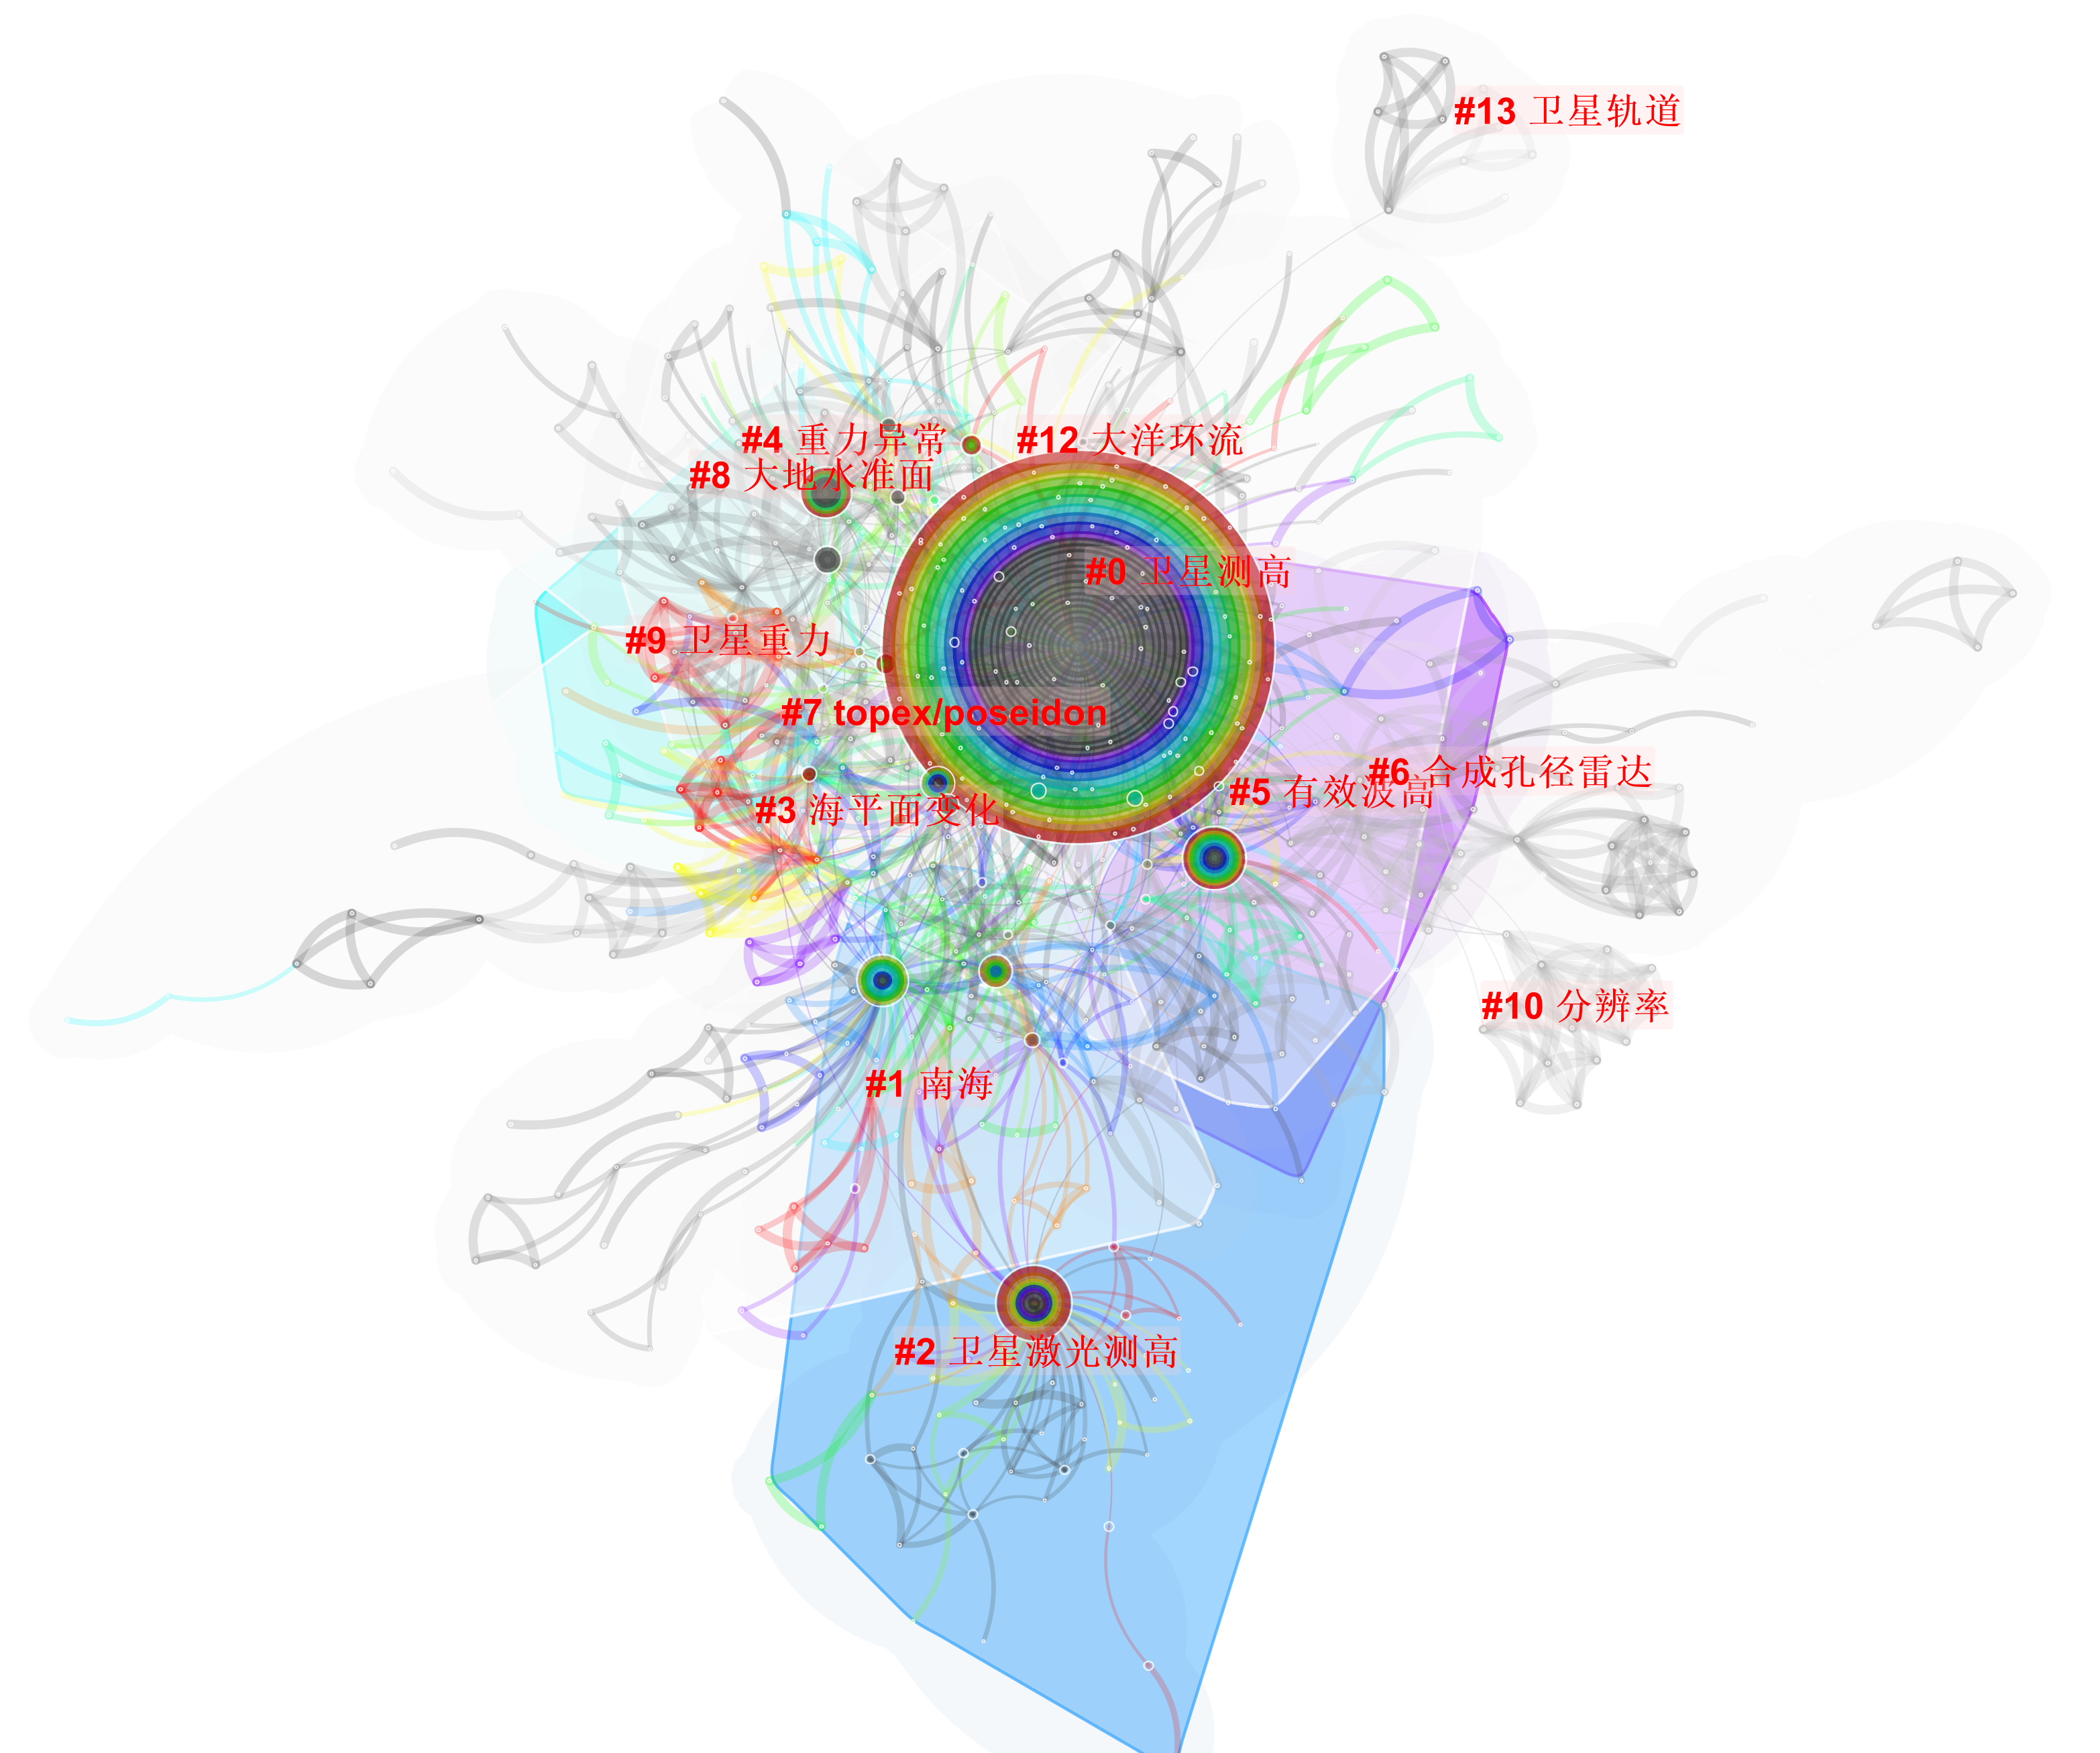 #13 卫星轨道
#4 重力异常
#12 大洋环流
#8 大地水准面
#0 卫星测高
#9 卫星重力
#7 topex/poseidon
#6 合成孔径雷达
#5 有效波高
#3 海平面变化
#10 分辨率
#1 南海
#2 卫星激光测高